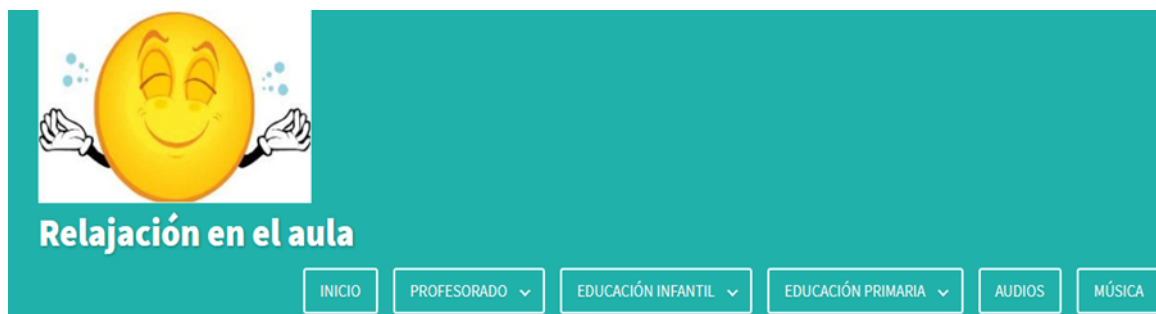 Relajación en el aula
INICIO PROFESORADO EDUCACIÓN INFANTIL EDUCACIÓN PRIMARIA AUDIOS MÚSICA